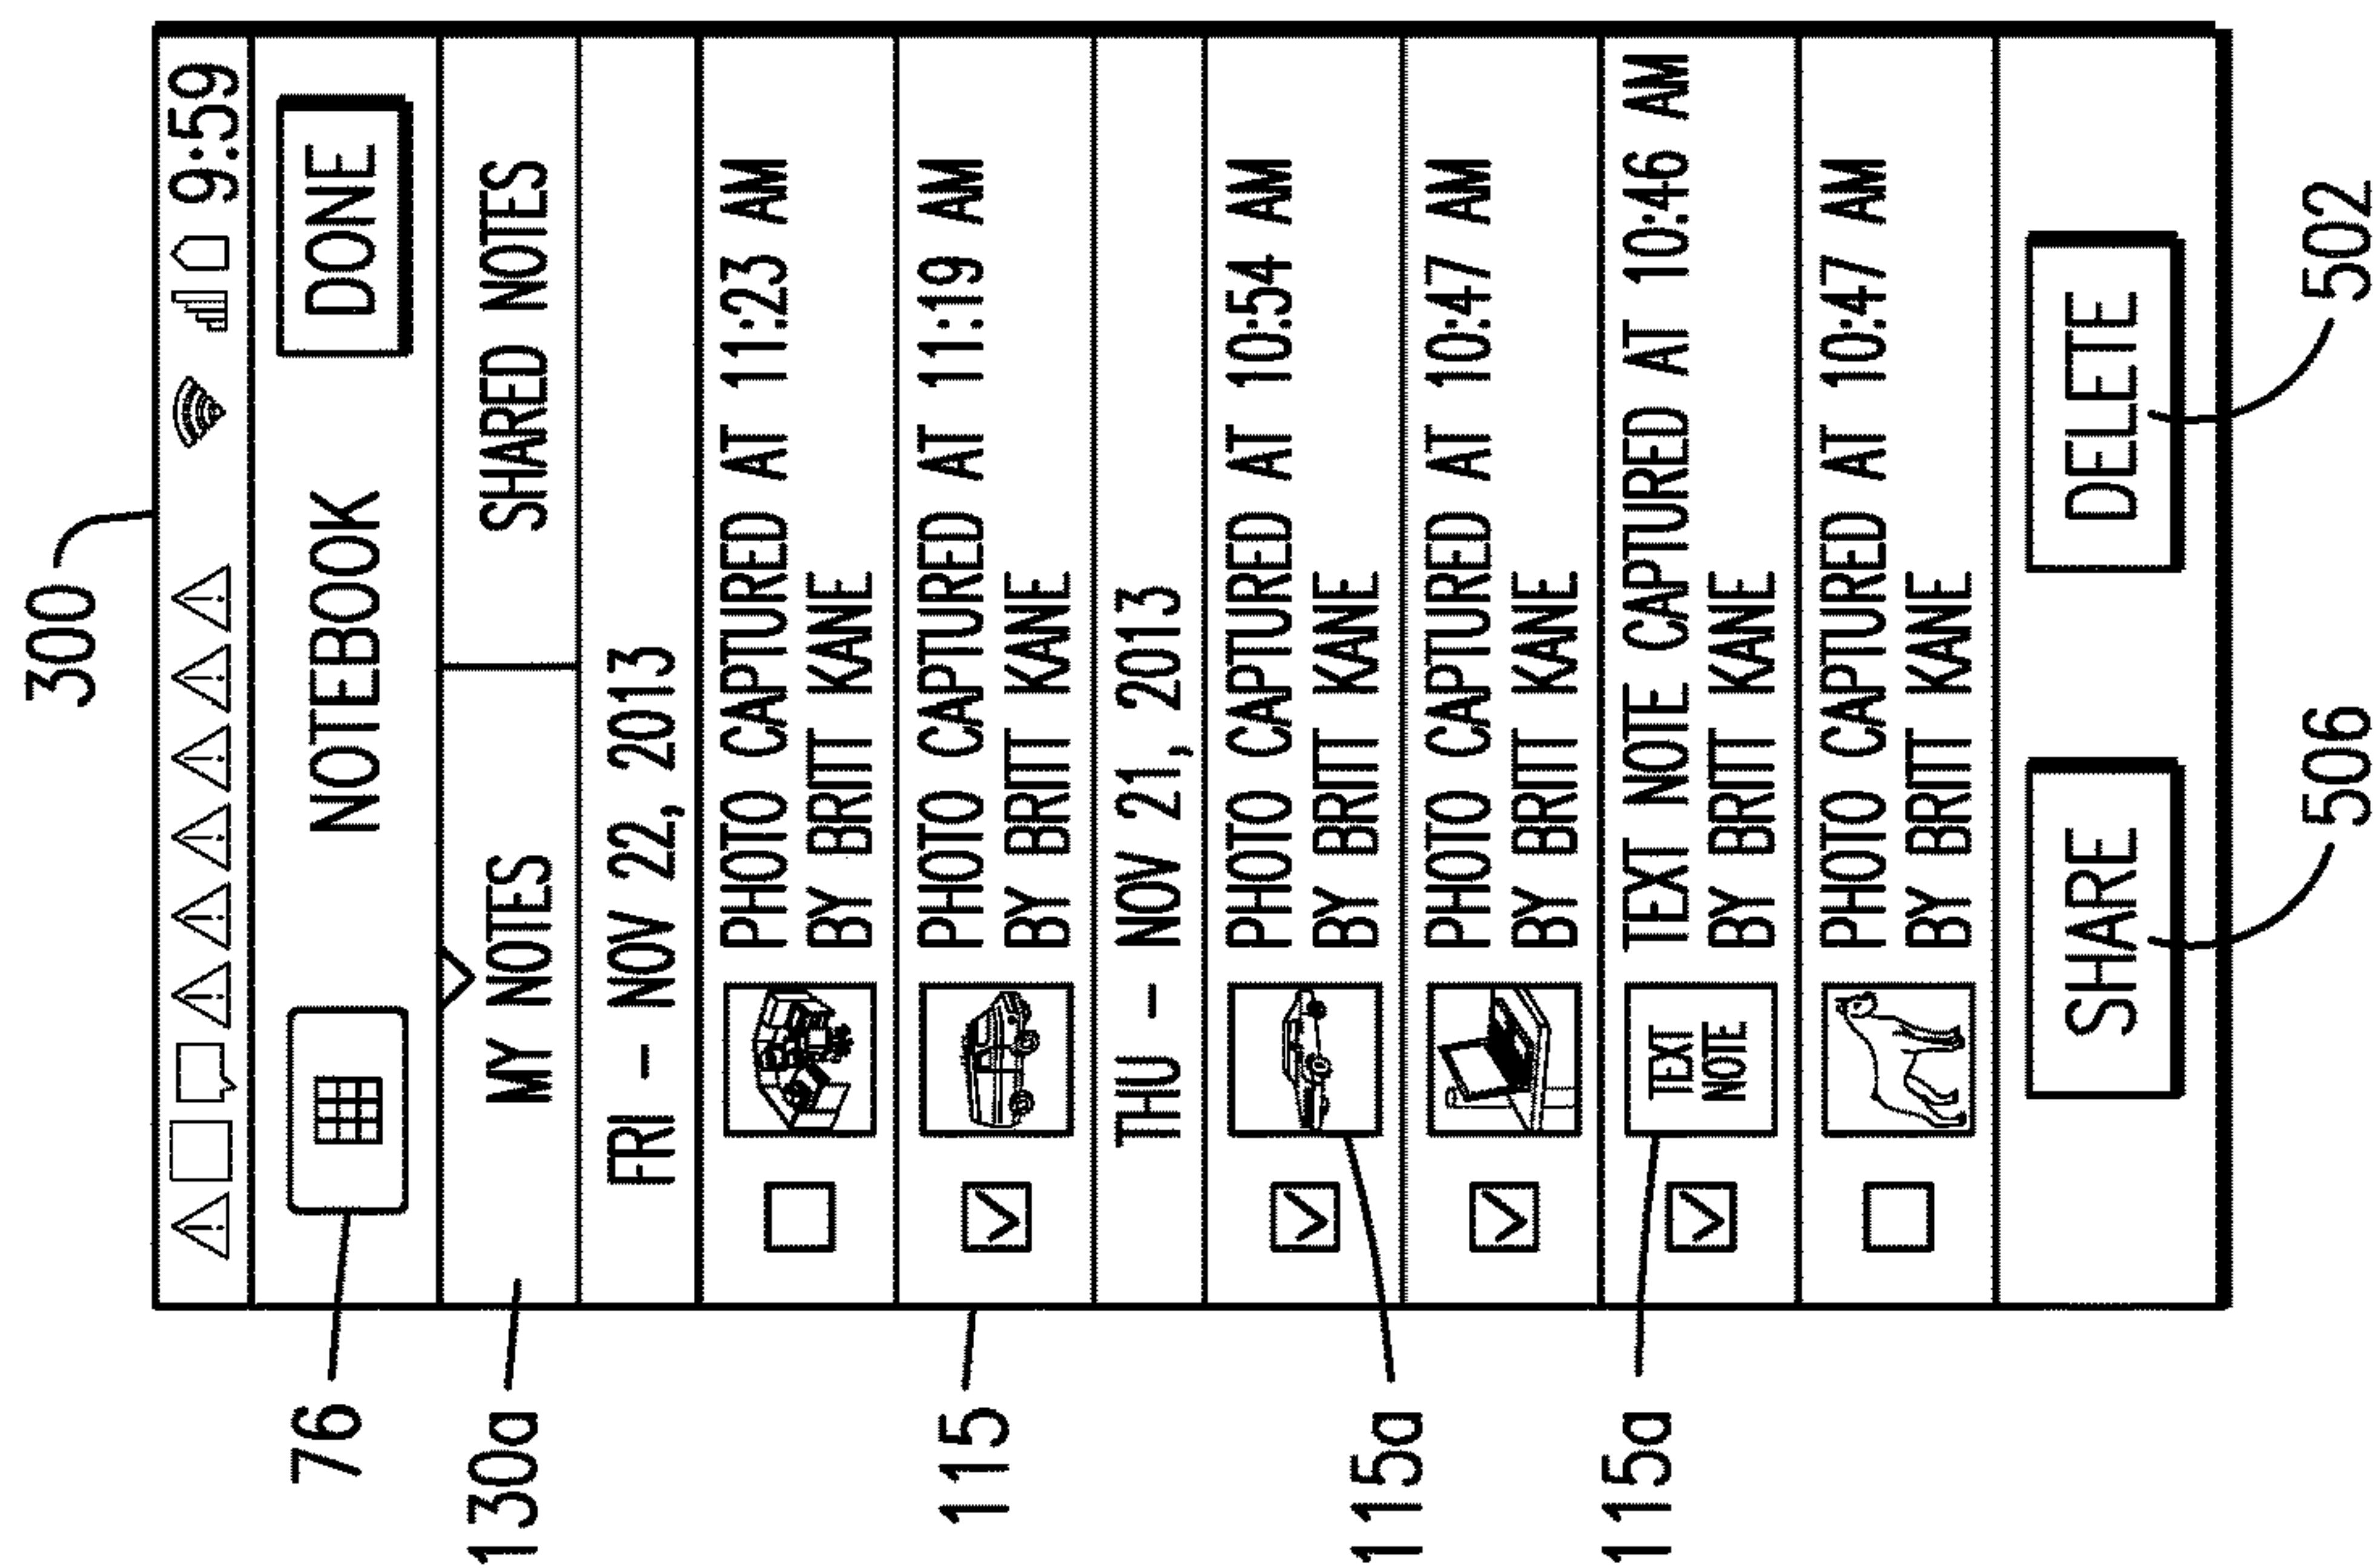 300
9:59
76
NOTEBOOK
DONE
130a
MY NOTES
SHARED NOTES
FRI - NOV 22, 2013
PHOTO CAPTURED AT 11:23 AM
BY BRITT KANE
115
PHOTO CAPTURED AT 11:19 AM
BY BRITT KANE
THU - NOV 21, 2013
115a
PHOTO CAPTURED AT 10:54 AM
BY BRITT KANE
PHOTO CAPTURED AT 10:47 AM
BY BRITT KANE
115a
TEXT
NOTE
TEXT NOTE CAPTURED AT 10:46 AM
BY BRITT KANE
PHOTO CAPTURED AT 10:47 AM
BY BRITT KANE
SHARE
DELETE
506
502